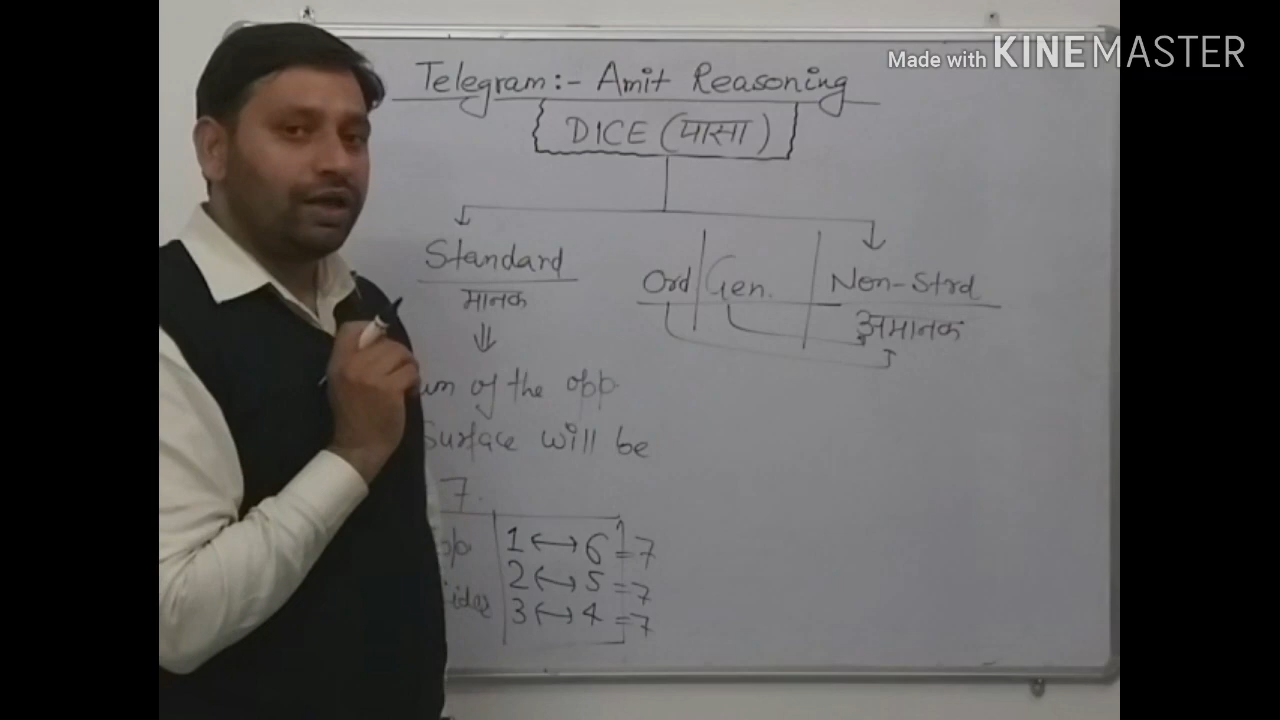 Made with KINEMASTER
Telegram:- Amit Reasoning
DICE (पासा)
Standard
मानक
Ord Gen. Non-Strd
अमानक
of the opp.
Surface will be
7.
1 ↔ 6 = 7
2 ↔ 5 = 7
3 ↔ 4 = 7